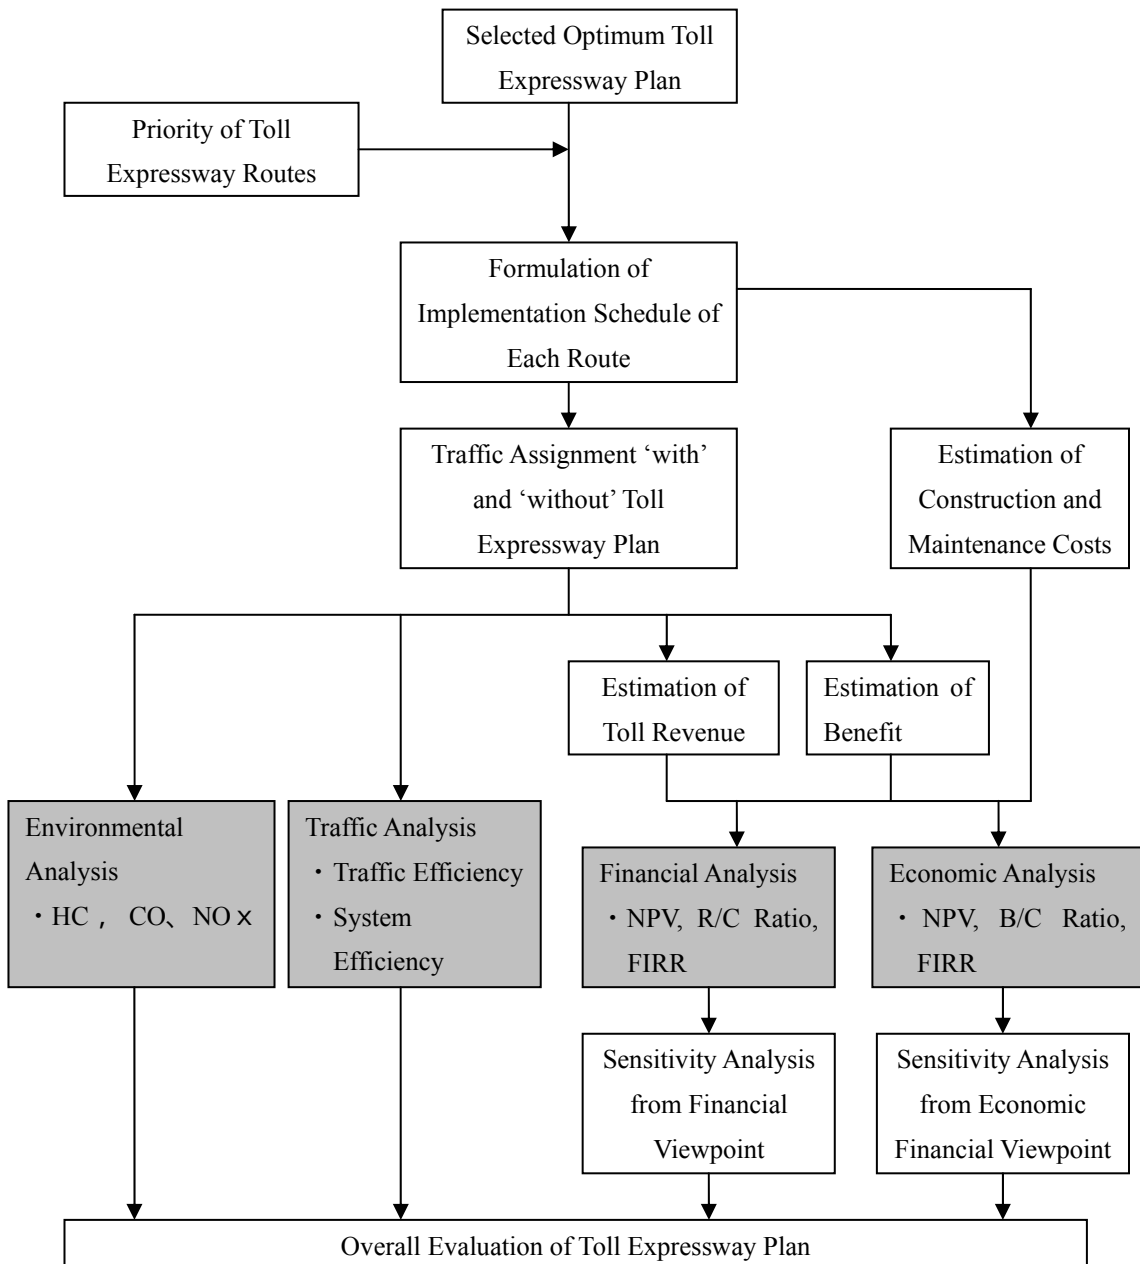 Selected Optimum Toll
Expressway Plan
Priority of Toll
Expressway Routes
Formulation of
Implementation Schedule of
Each Route
Traffic Assignment ‘with’
and ‘without’ Toll
Expressway Plan
Estimation of
Construction and
Maintenance Costs
Estimation of
Toll Revenue
Estimation of
Benefit
Environmental
Analysis
・HC , CO、NOx
Traffic Analysis
・Traffic Efficiency
・System
Efficiency
Financial Analysis
・NPV, R/C Ratio,
FIRR
Economic Analysis
・NPV, B/C Ratio,
FIRR
Sensitivity Analysis
from Financial
Viewpoint
Sensitivity Analysis
from Economic
Financial Viewpoint
Overall Evaluation of Toll Expressway Plan